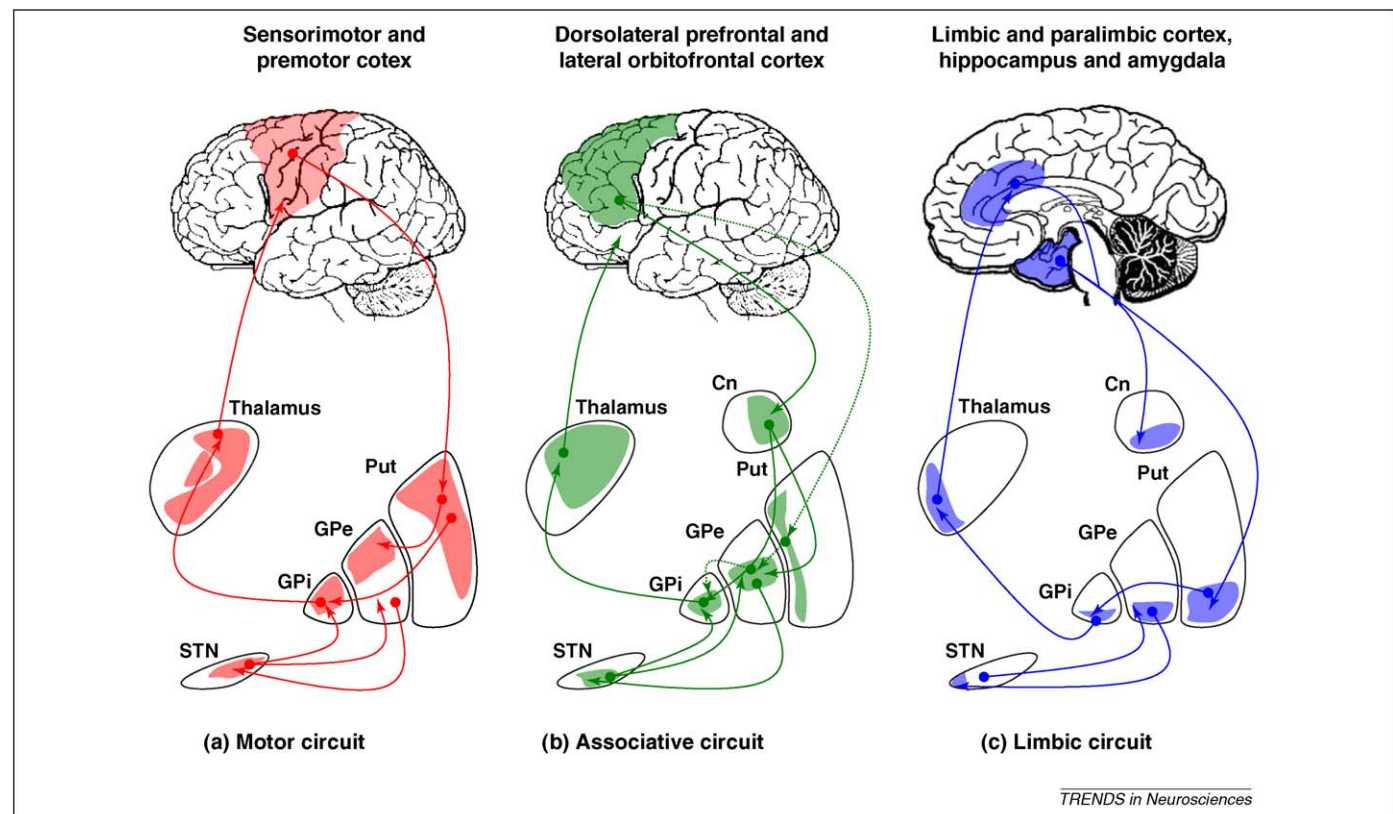 Sensorimotor and
premotor cotex
Dorsolateral prefrontal and
lateral orbitofrontal cortex
Limbic and paralimbic cortex,
hippocampus and amygdala
Thalamus
Put
GPe
GPi
STN
(a) Motor circuit
Cn
Thalamus
Put
GPe
GPi
STN
(b) Associative circuit
Cn
Thalamus
Put
GPe
GPi
STN
(c) Limbic circuit
TRENDS in Neurosciences